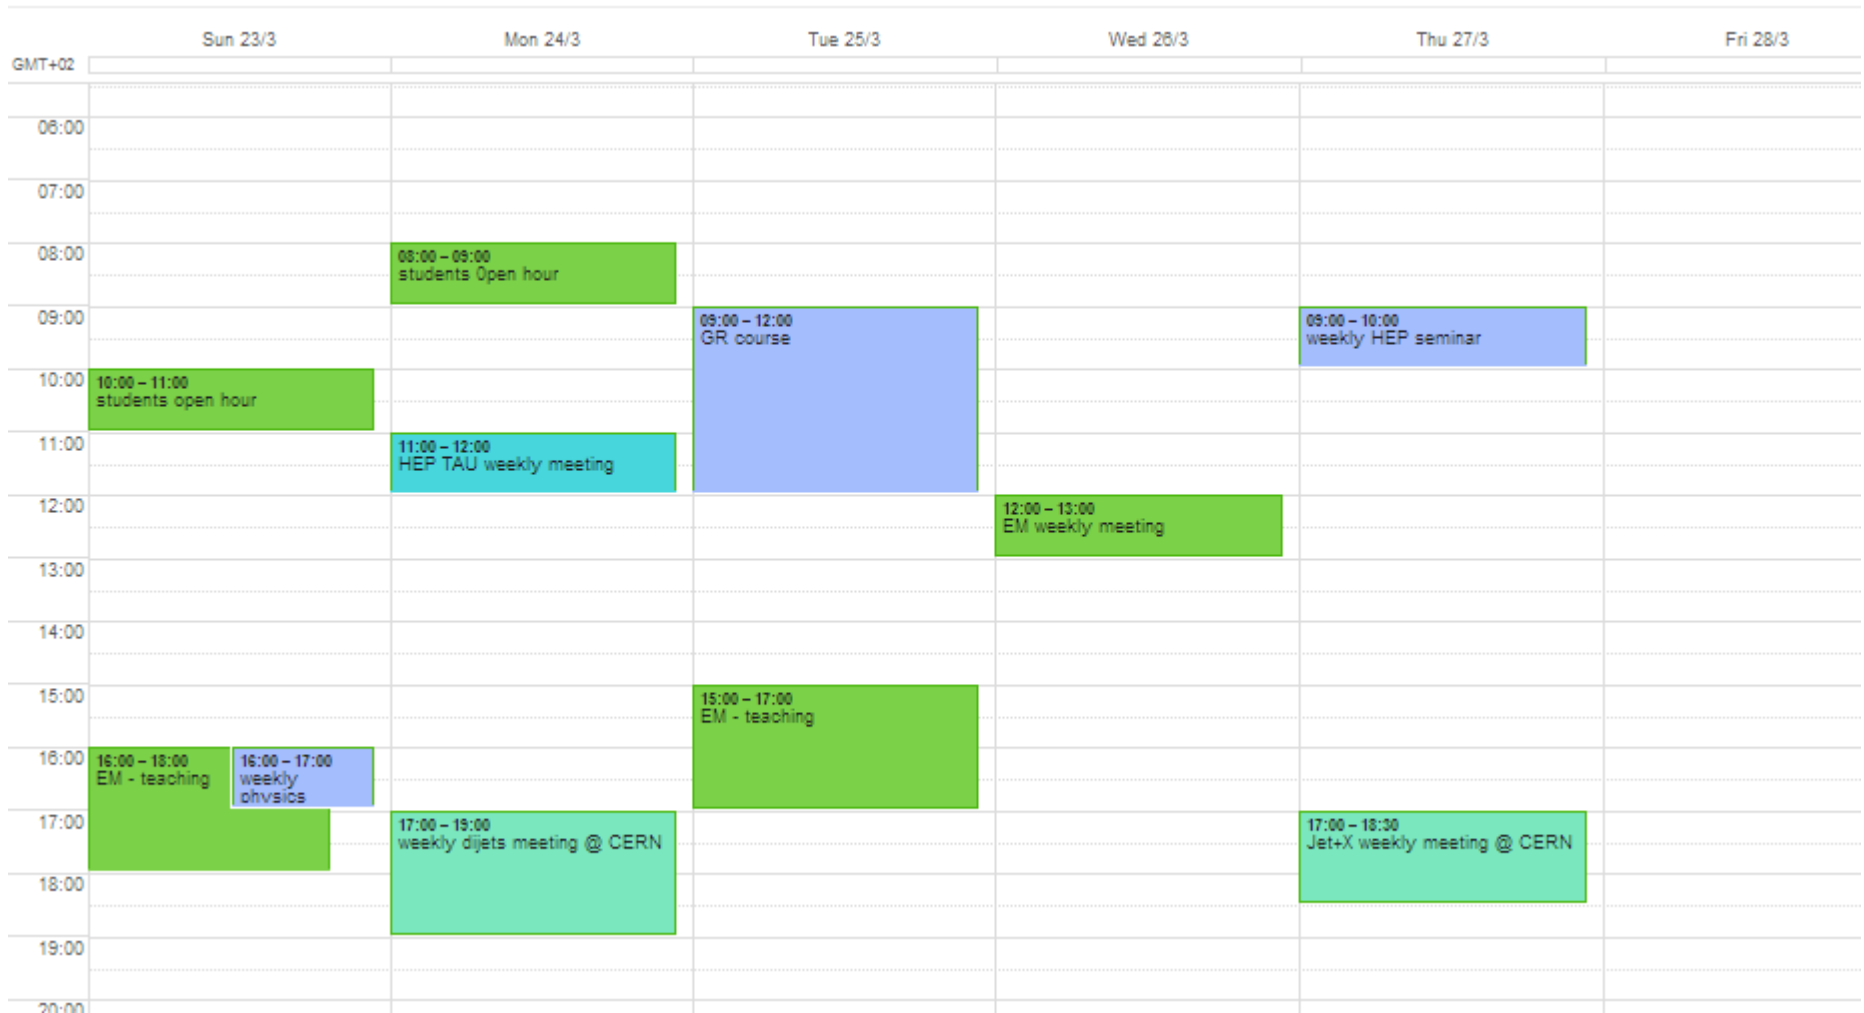 Sun 23/3
Mon 24/3
Tue 25/3
Wed 26/3
Thu 27/3
Fri 28/3
GMT+02
06:00
07:00
08:00
08:00 – 09:00
students Open hour
09:00
09:00 – 12:00
GR course
09:00 – 10:00
weekly HEP seminar
10:00
10:00 – 11:00
students open hour
11:00
11:00 – 12:00
HEP TAU weekly meeting
12:00
12:00 – 13:00
EM weekly meeting
13:00
14:00
15:00
15:00 – 17:00
EM - teaching
16:00
16:00 – 18:00
EM - teaching
16:00 – 17:00
weekly
physics
17:00
17:00 – 19:00
weekly dijets meeting @ CERN
17:00 – 18:30
Jet+X weekly meeting @ CERN
18:00
19:00
20:00